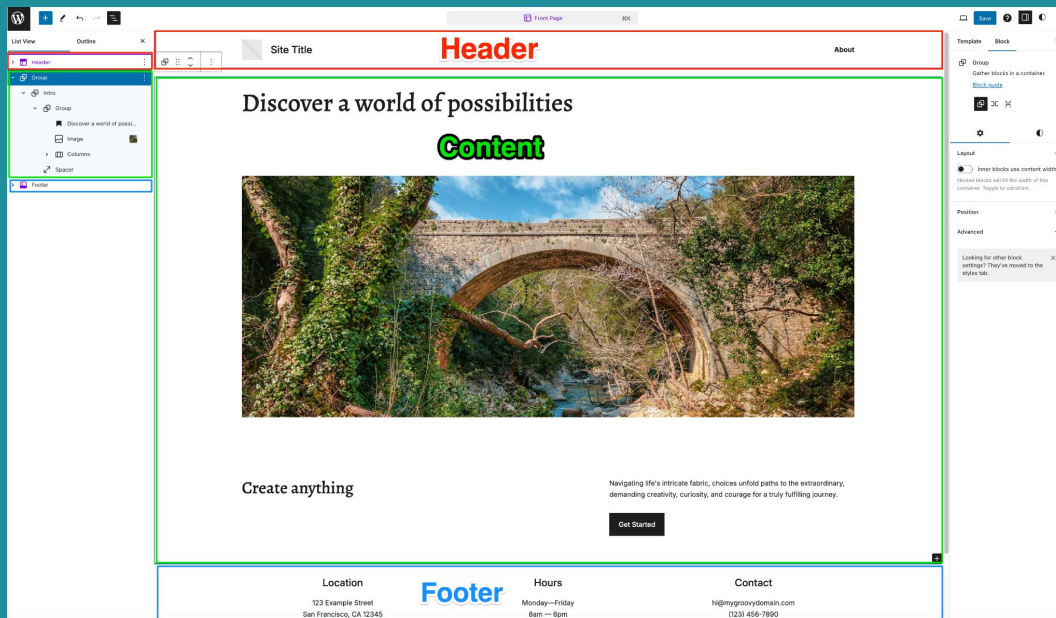 Front Page
⌘K
Save
List View
Outline
Header
Group
Intro
Group
Discover a world of possi...
Image
Columns
Spacer
Footer
Site Title
Header
About
Discover a world of possibilities
Content
Create anything
Navigating life's intricate fabric, choices unfold paths to the extraordinary,
demanding creativity, curiosity, and courage for a truly fulfilling journey.
Get Started
Location
123 Example Street
San Francisco, CA 12345
Footer
Hours
Monday—Friday
8am — 6pm
Contact
hi@mygroovydomain.com
(123) 456-7890
Template
Block
Group
Gather blocks in a container.
Block guide
Layout
Inner blocks use content width
Nested blocks will fill the width of this
container. Toggle to constrain.
Position
Advanced
Looking for other block
settings? They've moved to the
styles tab.